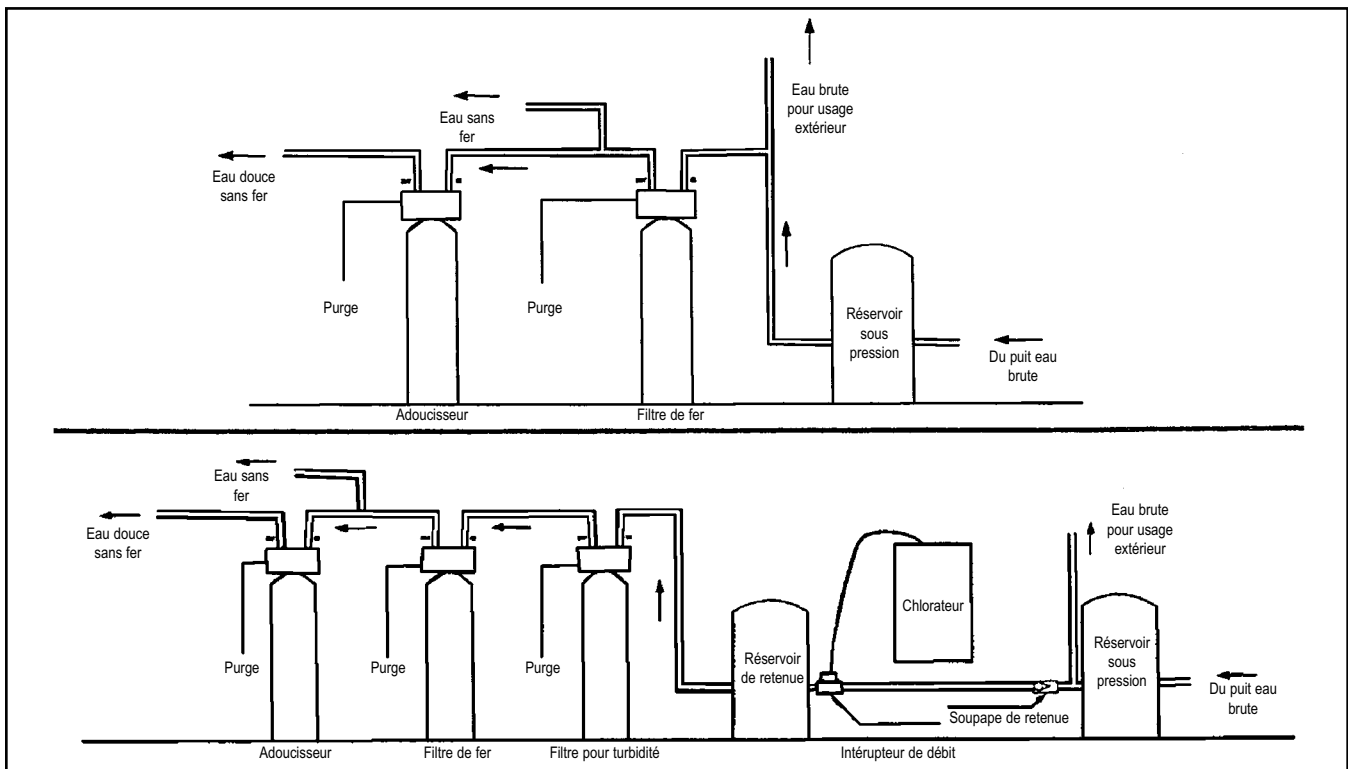 Eau brute
pour usage
extérieur
Eau sans
fer
Eau douce
sans fer
Purge
Purge
Réservoir
sous
pression
Du puit eau
brute
Adoucisseur
Filtre de fer
Eau sans
fer
Eau douce
sans fer
Eau brute
pour usage
extérieur
Chlorateur
Purge
Purge
Purge
Réservoir
de retenue
Réservoir
sous
pression
Du puit eau
brute
Soupape de retenue
Adoucisseur
Filtre de fer
Filtre pour turbidité
Intérupteur de débit